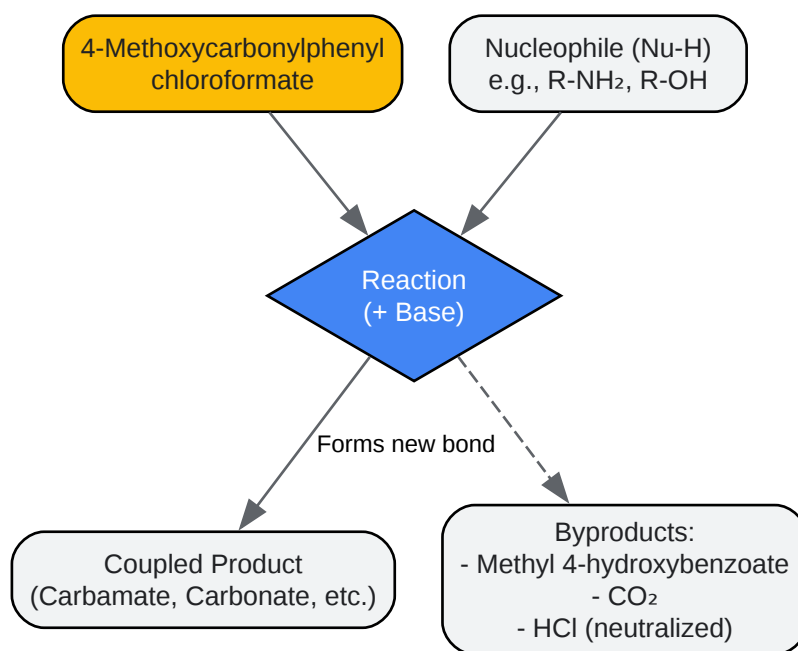 4-Methoxycarbonylphenyl
chloroformate
Nucleophile (Nu-H)
e.g., R-NH₂, R-OH
Reaction
(+ Base)
Forms new bond
Coupled Product
(Carbamate, Carbonate, etc.)
Byproducts:
- Methyl 4-hydroxybenzoate
- CO₂
- HCl (neutralized)